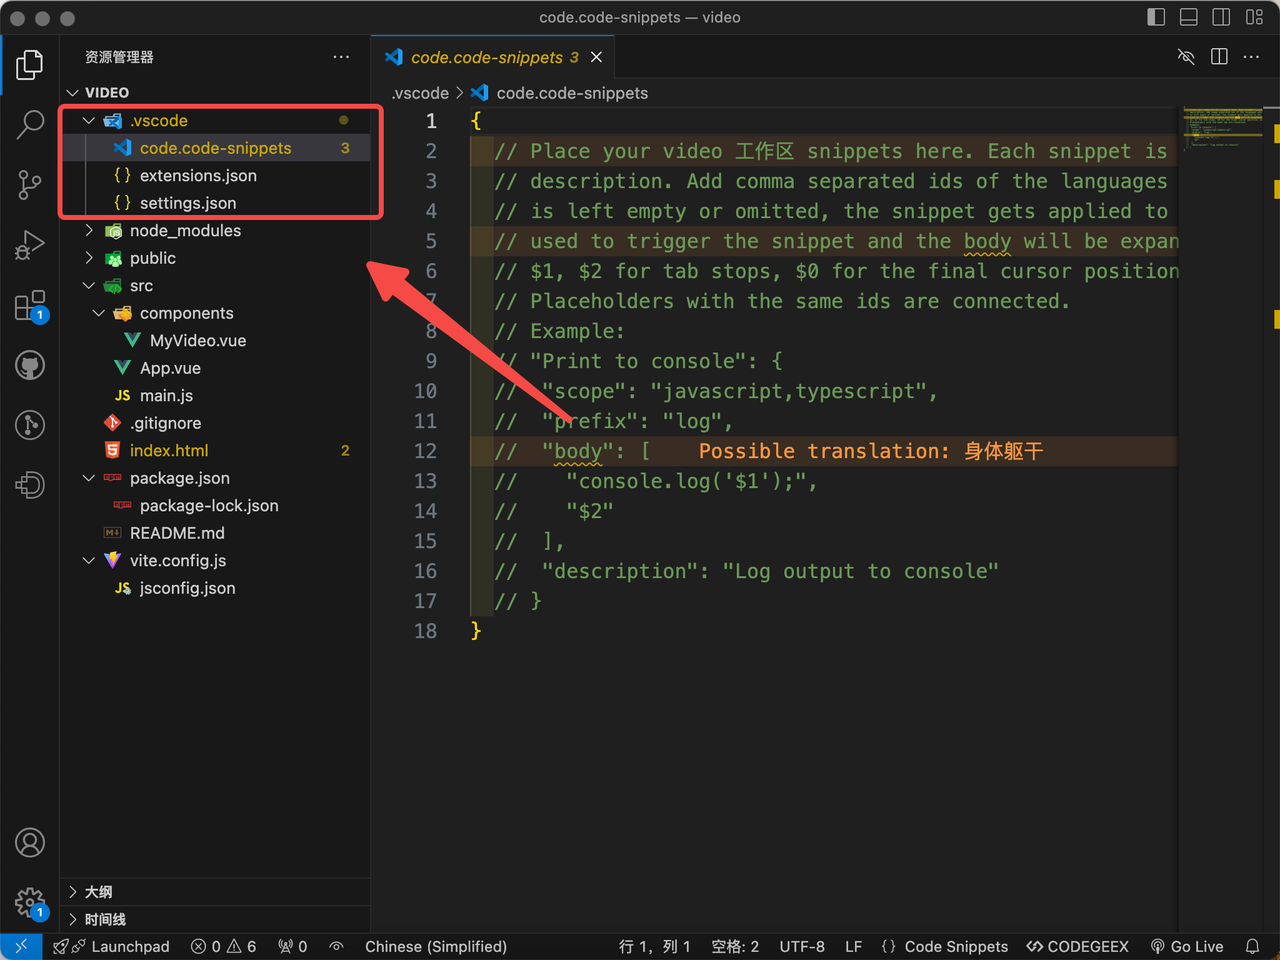 code.code-snippets — video
资源管理器
VIDEO
.vscode
code.code-snippets 3
extensions.json
settings.json
node_modules
public
src
components
MyVideo.vue
App.vue
main.js
.gitignore
index.html 2
package.json
package-lock.json
README.md
vite.config.js
jsconfig.json
大纲
时间线
code.code-snippets 3
.vscode > code.code-snippets
1 {
2 // Place your video 工作区 snippets here. Each snippet is
3 // description. Add comma separated ids of the languages
4 // is left empty or omitted, the snippet gets applied to
5 // used to trigger the snippet and the body will be expan
6 // $1, $2 for tab stops, $0 for the final cursor position
7 // Placeholders with the same ids are connected.
8 // Example:
9 // "Print to console": {
10 // "scope": "javascript,typescript",
11 // "prefix": "log",
12 // "body": [ Possible translation: 身体躯干
13 // "console.log('$1');",
14 // "$2"
15 // ],
16 // "description": "Log output to console"
17 // }
18 }
1
1
Launchpad 0 6 0 Chinese (Simplified) 行 1，列 1 空格: 2 UTF-8 LF {} Code Snippets CODEGEEX Go Live